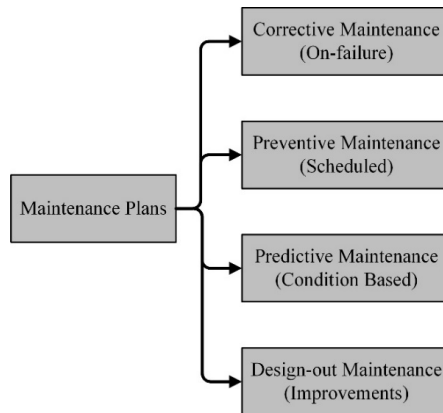 Corrective Maintenance
(On-failure)
Preventive Maintenance
(Scheduled)
Maintenance Plans
Predictive Maintenance
(Condition Based)
Design-out Maintenance
(Improvements)